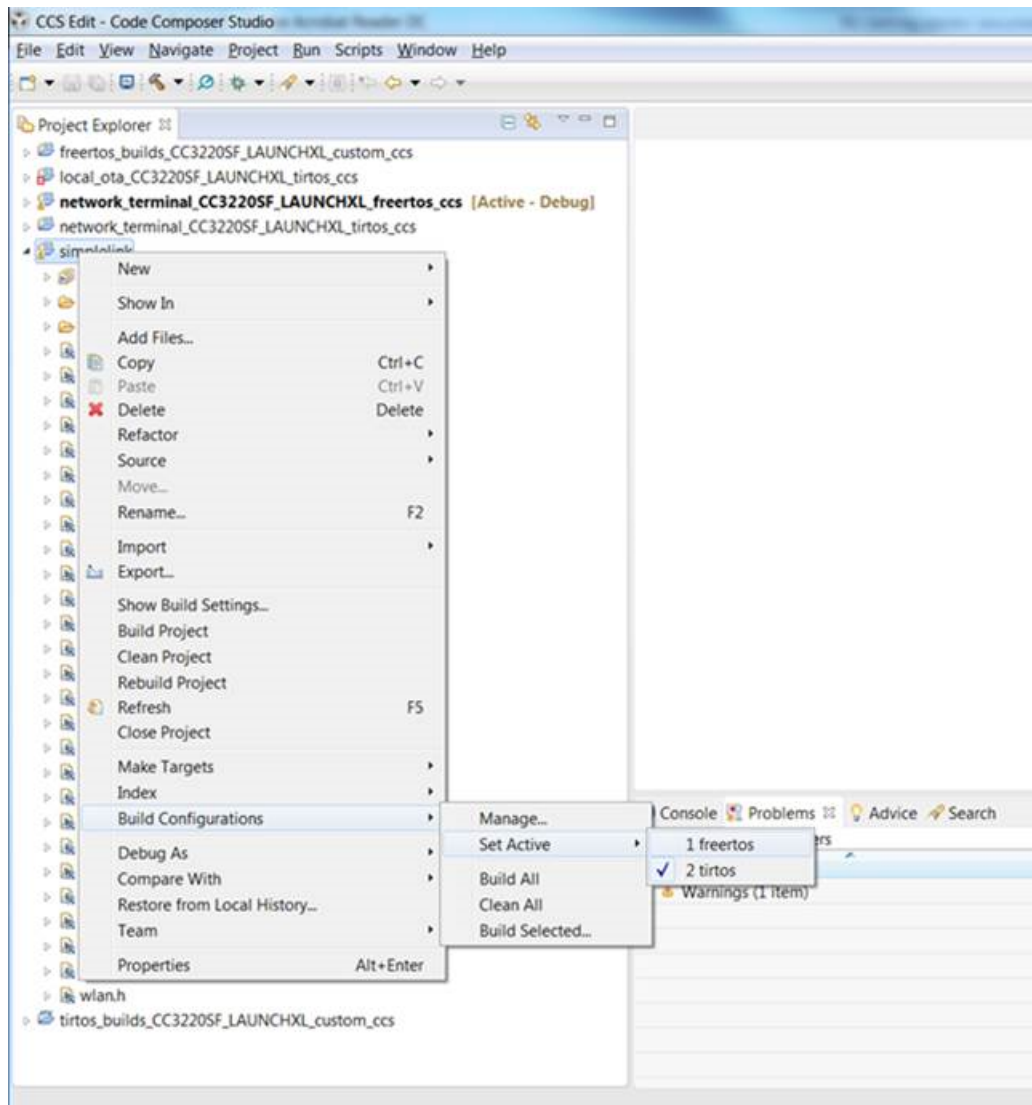 CCS Edit - Code Composer Studio
File Edit View Navigate Project Run Scripts Window Help
Project Explorer
freertos_builds_CC3220SF_LAUNCHXL_custom_ccs
local_ota_CC3220SF_LAUNCHXL_tirtos_ccs
network_terminal_CC3220SF_LAUNCHXL_freertos_ccs [Active - Debug]
network_terminal_CC3220SF_LAUNCHXL_tirtos_ccs
simplelink
New
Show In
Add Files...
Copy Ctrl+C
Paste Ctrl+V
Delete Delete
Refactor
Source
Move...
Rename... F2
Import
Export...
Show Build Settings...
Build Project
Clean Project
Rebuild Project
Refresh F5
Close Project
Make Targets
Index
Build Configurations
Debug As
Compare With
Restore from Local History...
Team
Properties Alt+Enter
Manage...
Set Active
Build All
Clean All
Build Selected...
1 freertos
2 tirtos
Console Problems Advice Search
ers
Warnings (1 item)
wlan.h
tirtos_builds_CC3220SF_LAUNCHXL_custom_ccs